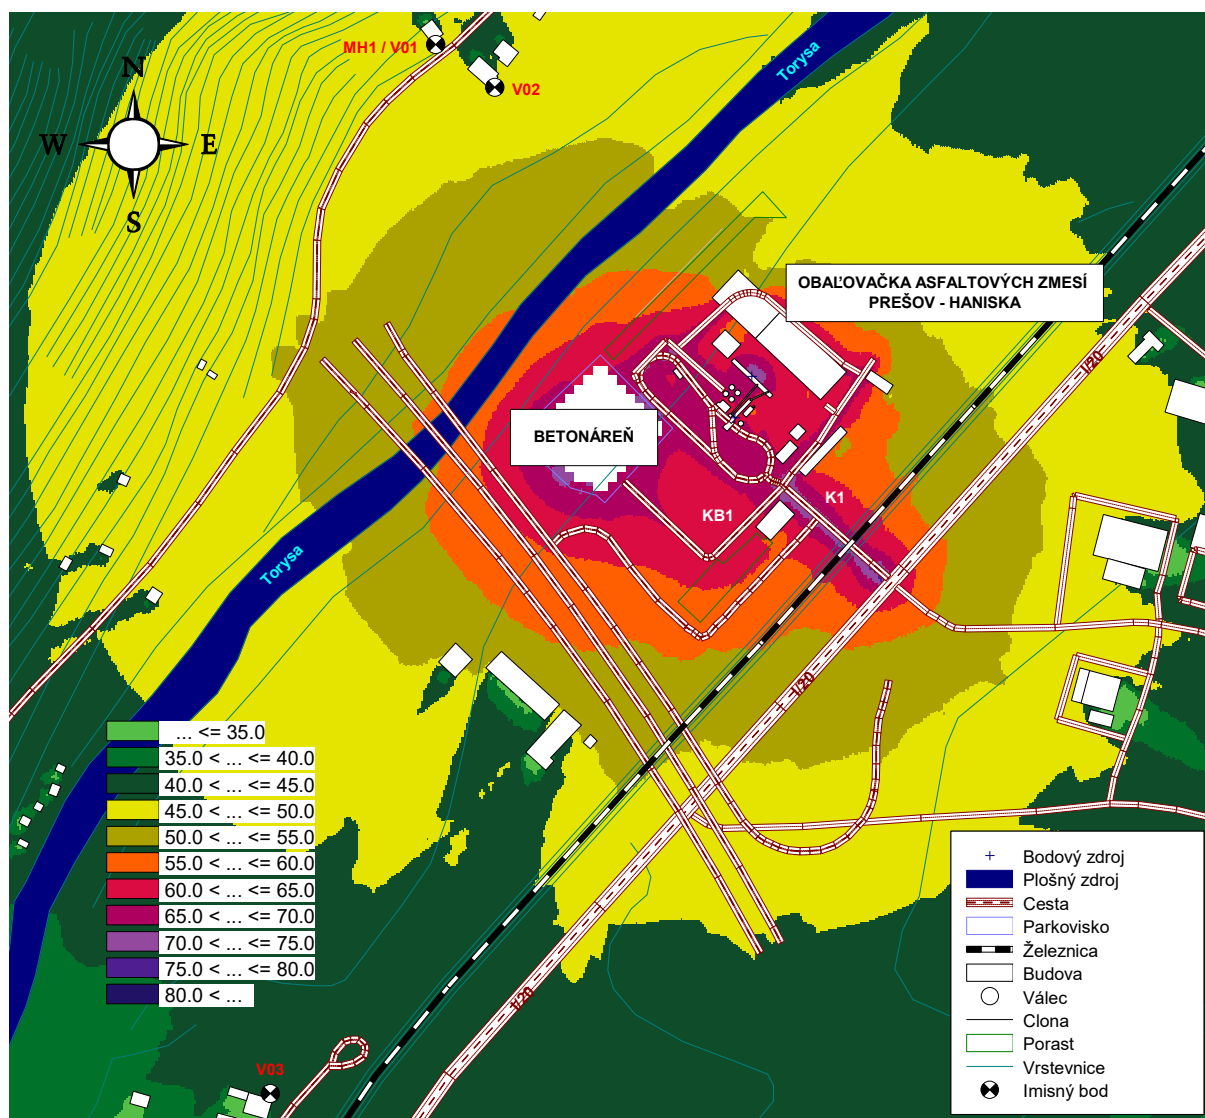 MH1 / V01
V02
N
W
E
S
Torysa
OBAĽOVAČKA ASFALTOVÝCH ZMESÍ
PREŠOV - HANISKA
I/20
BETONÁREŇ
K1
KB1
Torysa
I/20
... <= 35.0
35.0 < ... <= 40.0
40.0 < ... <= 45.0
45.0 < ... <= 50.0
50.0 < ... <= 55.0
55.0 < ... <= 60.0
60.0 < ... <= 65.0
65.0 < ... <= 70.0
70.0 < ... <= 75.0
75.0 < ... <= 80.0
80.0 < ...
I/20
V03
Bodový zdroj
Plošný zdroj
Cesta
Parkovisko
Železnica
Budova
Válec
Clona
Porast
Vrstevnice
Imisný bod